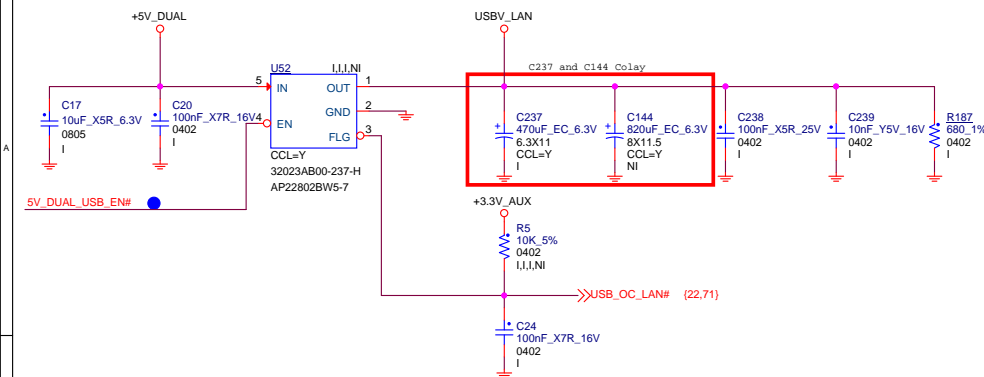 +5V_DUAL
USBV_LAN
C17
10uF_X5R_6.3V
0805
I
C20
100nF_X7R_16V
0402
I
U52
I,I,I,NI
5
IN
OUT
1
GND
2
4
EN
FLG
3
CCL=Y
32023AB00-237-H
AP22802BW5-7
C237 and C144 Colay
C237
470uF_EC_6.3V
6.3X11
CCL=Y
I
C144
820uF_EC_6.3V
8X11.5
CCL=Y
NI
C238
100nF_X5R_25V
0402
I
C239
10nF_Y5V_16V
0402
I
R187
680_1%
0402
I
A
5V_DUAL_USB_EN#
+3.3V_AUX
R5
10K_5%
0402
I,I,I,NI
USB_OC_LAN# {22,71}
C24
100nF_X7R_16V
0402
I